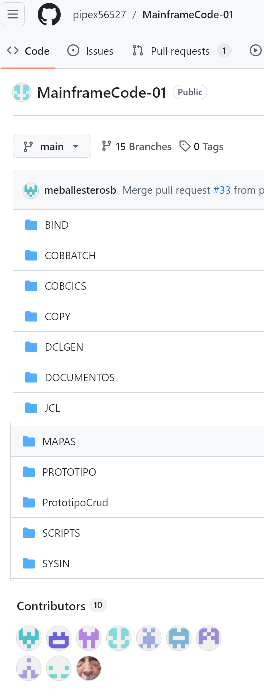 pipex56527 / MainframeCode-01
Code Issues Pull requests 1
MainframeCode-01 Public
main 15 Branches 0 Tags
meballesterosb Merge pull request #33 from p
BIND
COBBATCH
COBCICS
COPY
DCLGEN
DOCUMENTOS
JCL
MAPAS
PROTOTIPO
PrototipoCrud
SCRIPTS
SYSIN
Contributors 10